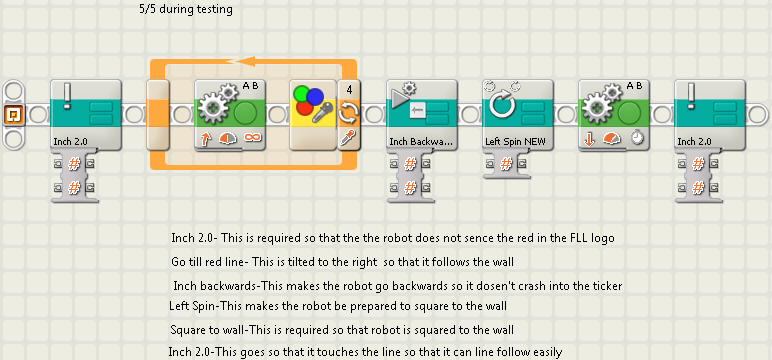 5/5 during testing
A B
4
A B
Inch 2.0
Inch Backwa...
Left Spin NEW
Inch 2.0
# # # # # #
# # # # #
Inch 2.0- This is required so that the the robot does not sence the red in the FLL logo
Go till red line- This is tilted to the right so that it follows the wall
Inch backwards-This makes the robot go backwards so it dosen't crash into the ticker
Left Spin-This makes the robot be prepared to square to the wall
Square to wall-This is required so that robot is squared to the wall
Inch 2.0-This goes so that it touches the line so that it can line follow easily